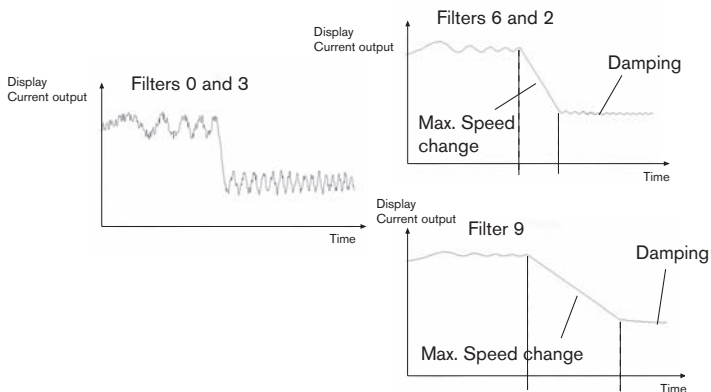 Display
Current output
Filters 0 and 3
Time
Display
Current output
Filters 6 and 2
Damping
Max. Speed
change
Time
Display
Current output
Filter 9
Damping
Max. Speed change
Time